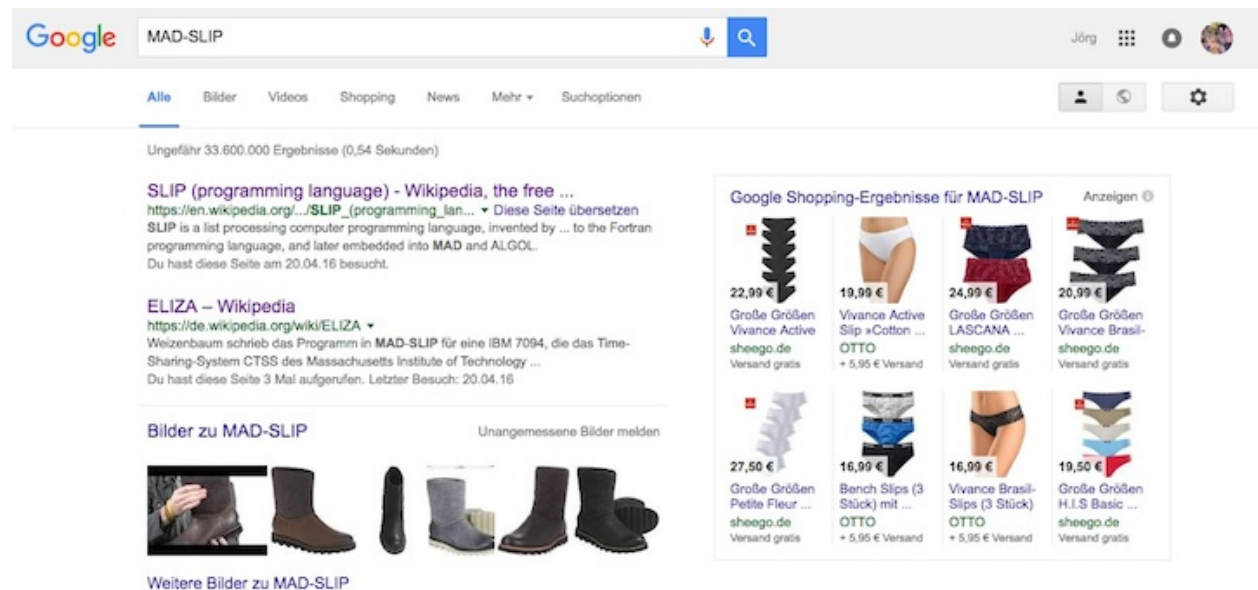 Google
MAD-SLIP
Jörg
Alle Bilder Videos Shopping News Mehr Suchoptionen
Ungefähr 33.600.000 Ergebnisse (0,54 Sekunden)
SLIP (programming language) - Wikipedia, the free ...
https://en.wikipedia.org/.../SLIP_(programming_lan... Diese Seite übersetzen
SLIP is a list processing computer programming language, invented by ... to the Fortran
programming language, and later embedded into MAD and ALGOL.
Du hast diese Seite am 20.04.16 besucht.
ELIZA – Wikipedia
https://de.wikipedia.org/wiki/ELIZA
Weizenbaum schrieb das Programm in MAD-SLIP für eine IBM 7094, die das Time-
Sharing-System CTSS des Massachusetts Institute of Technology ...
Du hast diese Seite 3 Mal aufgerufen. Letzter Besuch: 20.04.16
Bilder zu MAD-SLIP Unangemessene Bilder melden
Weitere Bilder zu MAD-SLIP
Google Shopping-Ergebnisse für MAD-SLIP Anzeigen
22,99 € 19,99 € 24,99 € 20,99 €
Große Größen Vivance Active Große Größen Große Größen
Vivance Active Slip »Cotton ... LASCANA ... Vivance Brasil-
sheego.de OTTO sheego.de sheego.de
Versand gratis + 5,95 € Versand Versand gratis Versand gratis
27,50 € 16,99 € 16,99 € 19,50 €
Große Größen Bench Slips (3 Vivance Brasil- Große Größen
Petite Fleur ... Stück) mit ... Slips (3 Stück) H.I.S Basic ...
sheego.de OTTO OTTO sheego.de
Versand gratis + 5,95 € Versand + 5,95 € Versand Versand gratis